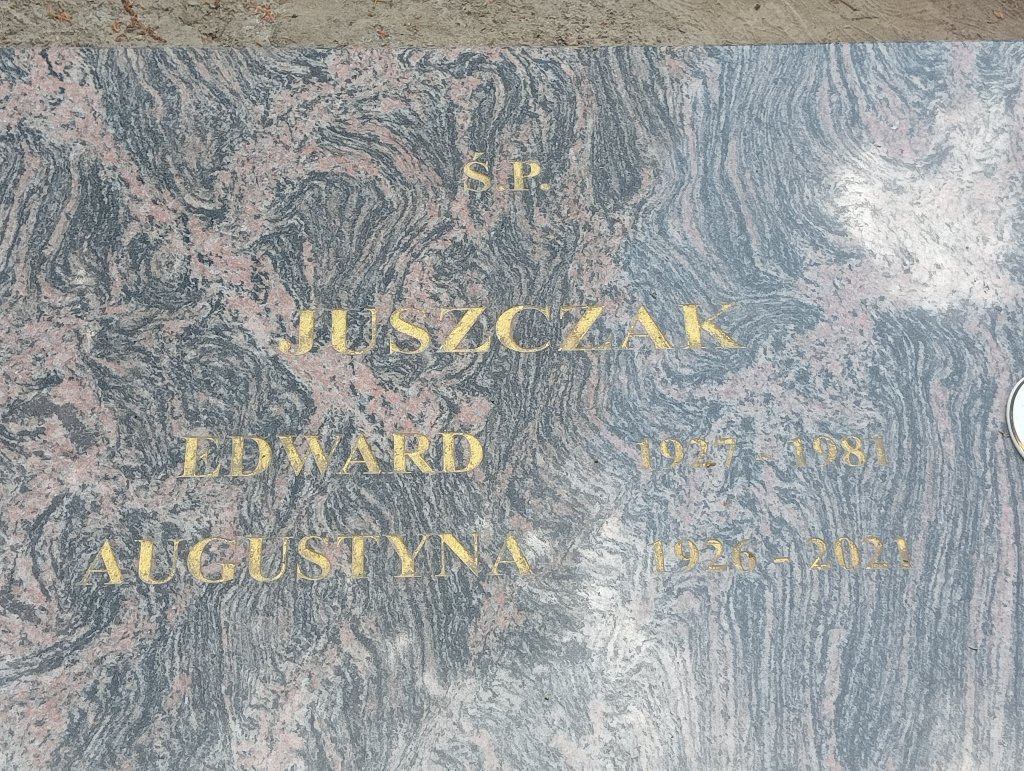 Ś.P.
JUSZCZAK
EDWARD 1927 - 1981
AUGUSTYNA 1926 - 2021